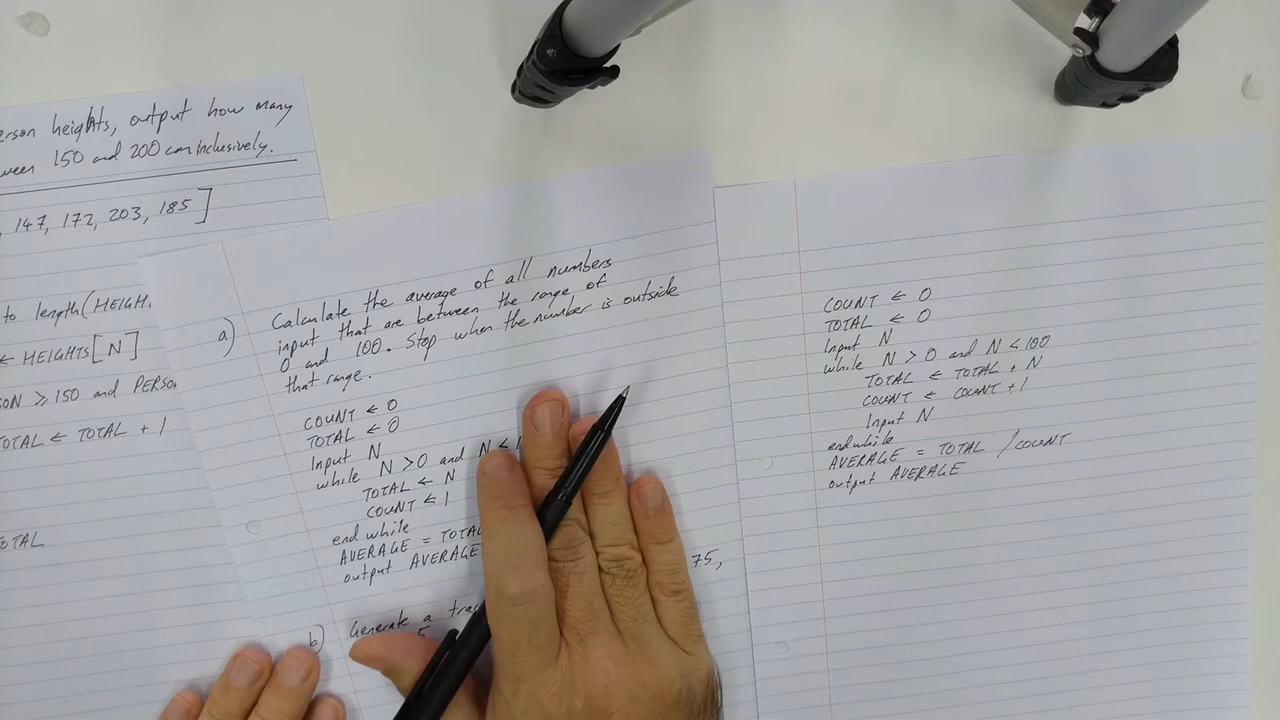 erson heights, output how many
ween 150 and 200 cm inclusively.
, 147, 172, 203, 185]
to length(HEIGH
← HEIGHTS[N]
SON ≥ 150 and PERSO
TOTAL ← TOTAL + 1
OTAL
a) Calculate the average of all numbers
input that are between the range of
0 and 100. Stop when the number is outside
that range.
COUNT ← 0
TOTAL ← 0
Input N
while N > 0 and N < 1
TOTAL ← N
COUNT ← 1
end while
AVERAGE = TOTAL
output AVERAGE
b) Generate a trac
5
75,
COUNT ← 0
TOTAL ← 0
Input N
while N > 0 and N < 100
TOTAL ← TOTAL + N
COUNT ← COUNT + 1
Input N
endwhile
AVERAGE = TOTAL / COUNT
output AVERAGE